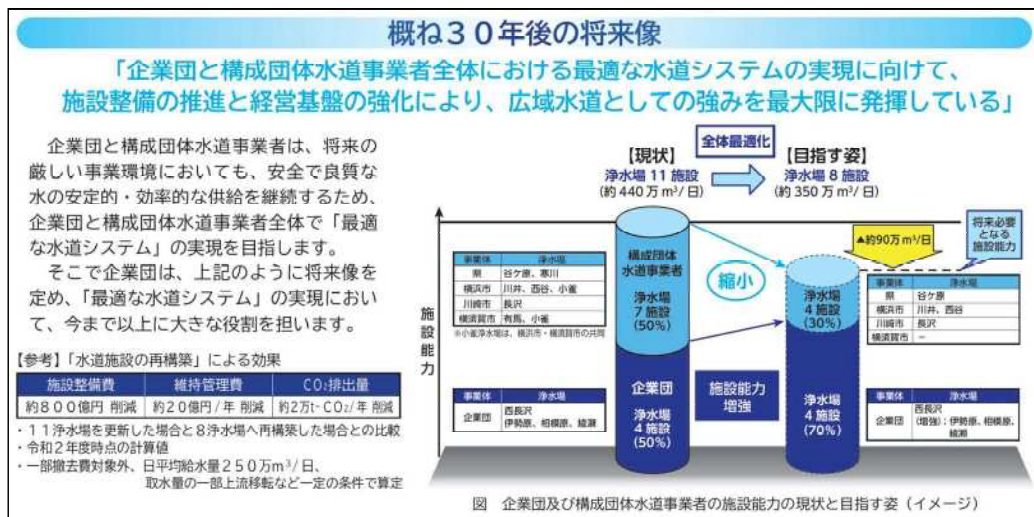 概ね30年後の将来像
「企業団と構成団体水道事業者全体における最適な水道システムの実現に向けて、
施設整備の推進と経営基盤の強化により、広域水道としての強みを最大限に発揮している」
企業団と構成団体水道事業者は、将来の
厳しい事業環境においても、安全で良質な
水の安定的・効率的な供給を継続するため、
企業団と構成団体水道事業者全体で「最適
な水道システム」の実現を目指します。
そこで企業団は、上記のように将来像を
定め、「最適な水道システム」の実現におい
て、今まで以上に大きな役割を担います。
【参考】「水道施設の再構築」による効果
施設整備費 維持管理費 CO₂排出量
約800億円 削減 約20億円/年 削減 約2万t-CO₂/年 削減
・11浄水場を更新した場合と8浄水場へ再構築した場合との比較
・令和2年度時点の計算値
・一部撤去費対象外、日平均給水量250万m³/日、
取水量の一部上流移転など一定の条件で算定
全体最適化
【現状】
浄水場 11 施設
(約 440 万 m³/日)
【目指す姿】
浄水場 8 施設
(約 350 万 m³/日)
施設能力
事業体 浄水場
県 谷ケ原、寒川
横浜市 川井、西谷、小雀
川崎市 長沢
横須賀市 有馬、小雀
※小雀浄水場は、横浜市・横須賀市の共同
事業体 浄水場
企業団 西長沢
伊勢原、相模原、綾瀬
構成団体
水道事業者
浄水場
7 施設
(50%)
企業団
浄水場
4 施設
(50%)
縮小
施設能力
増強
浄水場
4 施設
(30%)
浄水場
4 施設
(70%)
▲約90万m³/日
将来必要
となる
施設能力
事業体 浄水場
県 谷ケ原
横浜市 川井、西谷
川崎市 長沢
横須賀市 －
事業体 浄水場
企業団 西長沢
(増強):伊勢原、相模原、
綾瀬
図 企業団及び構成団体水道事業者の施設能力の現状と目指す姿(イメージ)